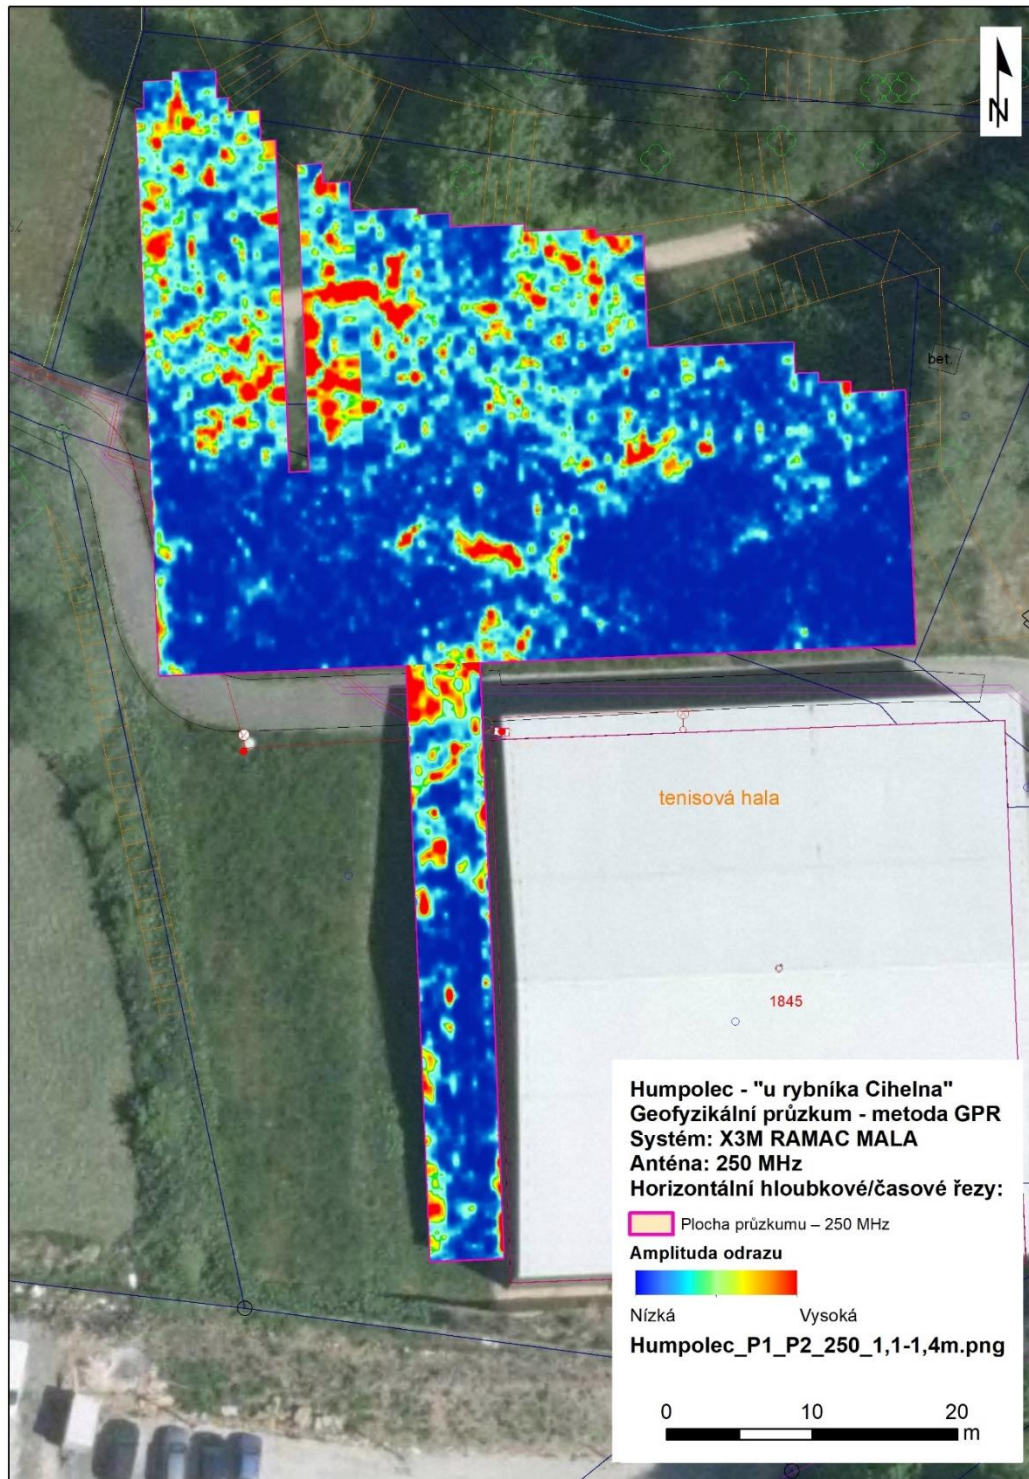 N
bet.
tenisová hala
1845
Humpolec - "u rybníka Cihelna"
Geofyzikální průzkum - metoda GPR
Systém: X3M RAMAC MALA
Anténa: 250 MHz
Horizontální hloubkové/časové řezy:
Plocha průzkumu – 250 MHz
Amplituda odrazu
Nízká Vysoká
Humpolec_P1_P2_250_1,1-1,4m.png
0 10 20
m